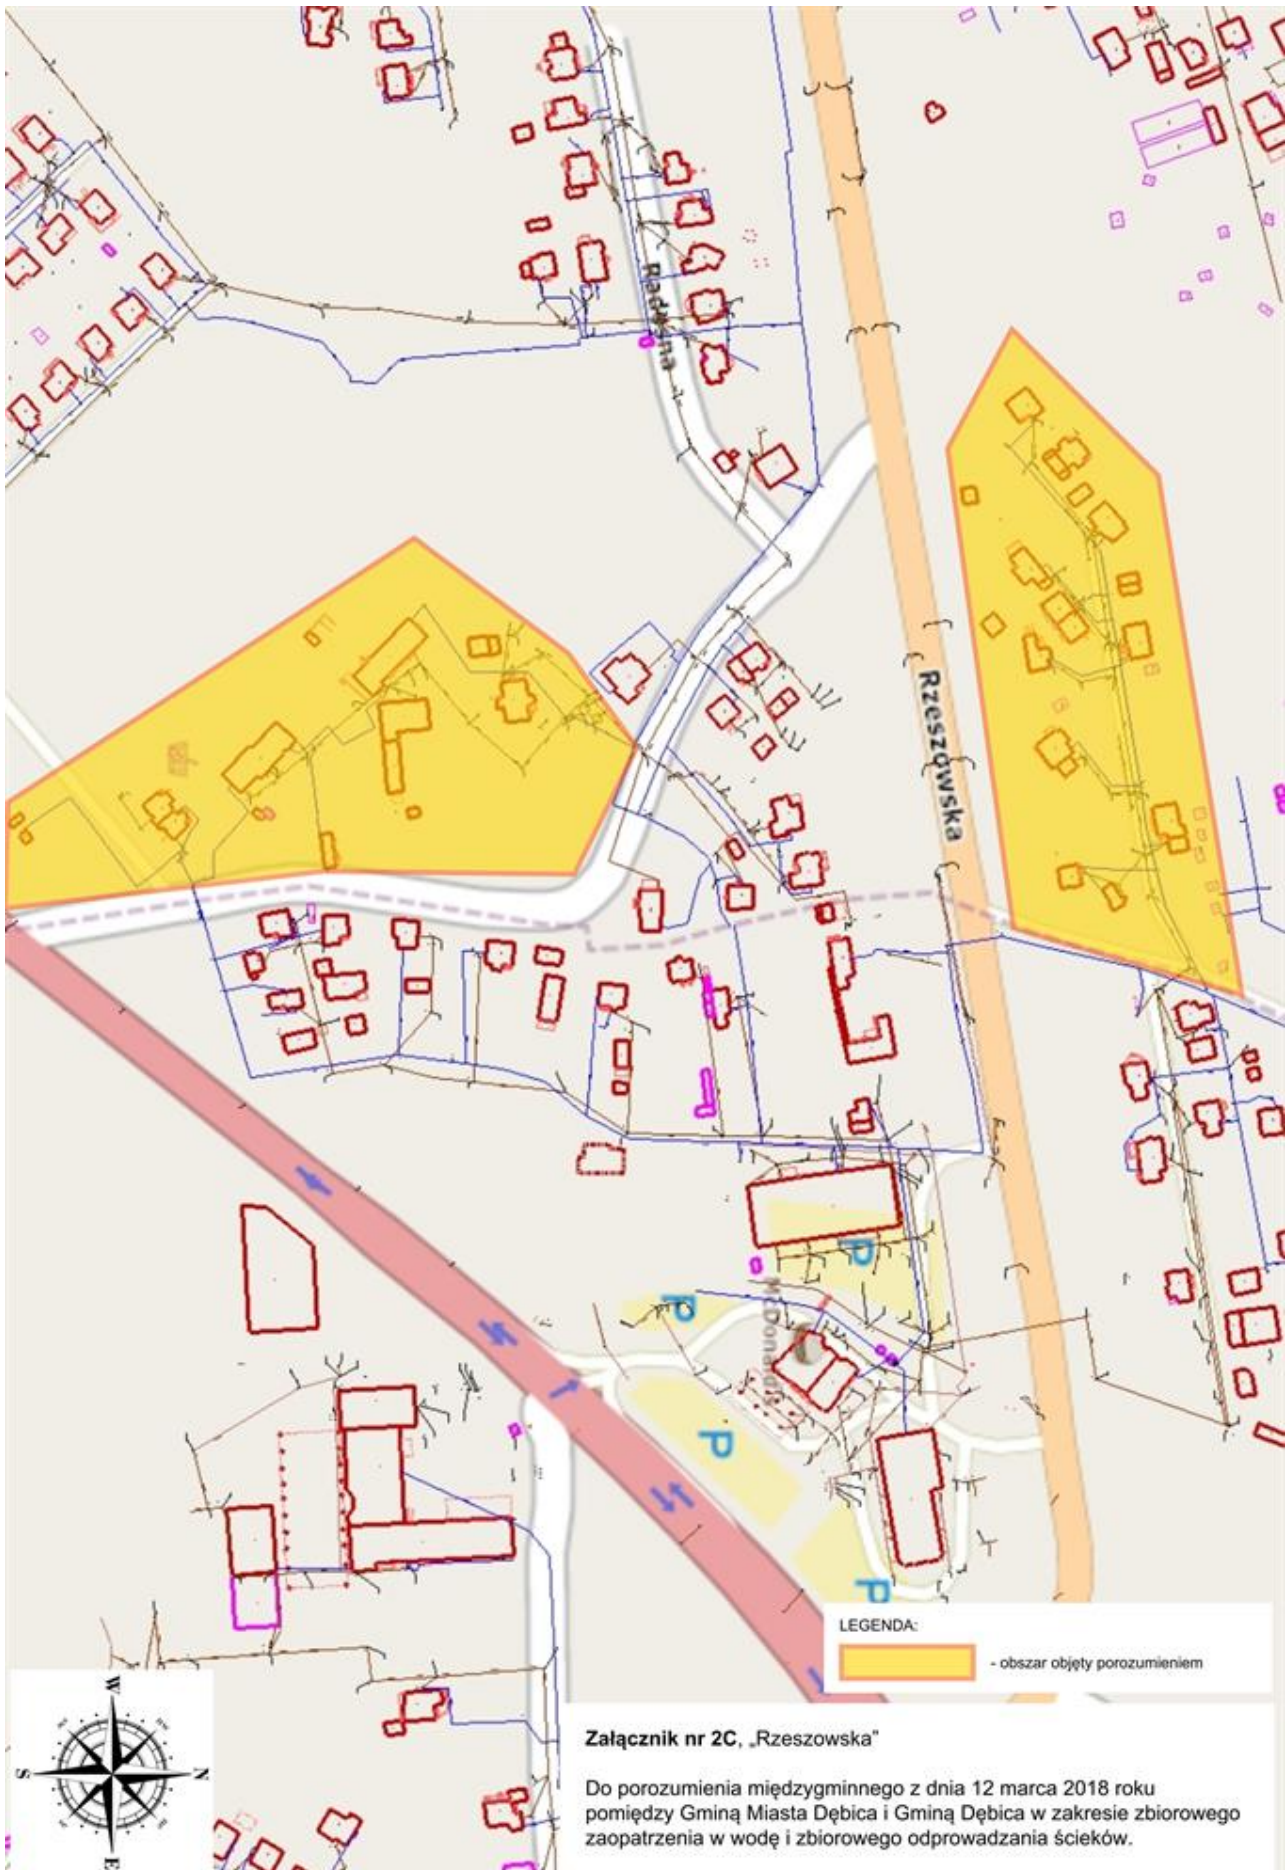 Radosna
Rzeszowska
P
P
McDonald's
P
P
LEGENDA:
- obszar objęty porozumieniem
W
S
N
E
Załącznik nr 2C, „Rzeszowska”
Do porozumienia międzygminnego z dnia 12 marca 2018 roku
pomiędzy Gminą Miasta Dębica i Gminą Dębica w zakresie zbiorowego
zaopatrzenia w wodę i zbiorowego odprowadzania ścieków.